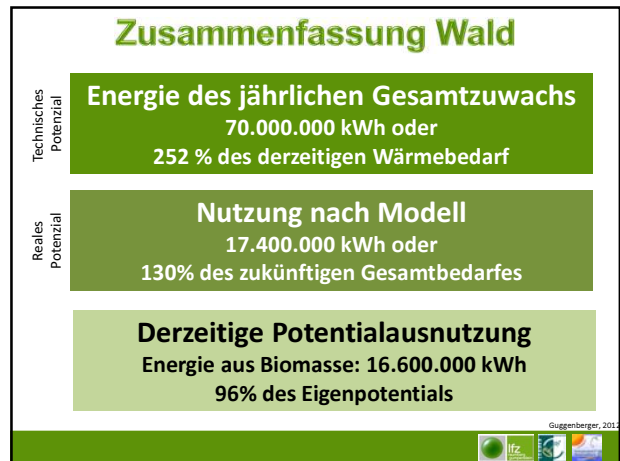 Zusammenfassung Wald
Technisches
Potenzial
Energie des jährlichen Gesamtzuwachs
70.000.000 kWh oder
252 % des derzeitigen Wärmebedarf
Reales
Potenzial
Nutzung nach Modell
17.400.000 kWh oder
130% des zukünftigen Gesamtbedarfes
Derzeitige Potentialausnutzung
Energie aus Biomasse: 16.600.000 kWh
96% des Eigenpotentials
Guggenberger, 2012
lfz